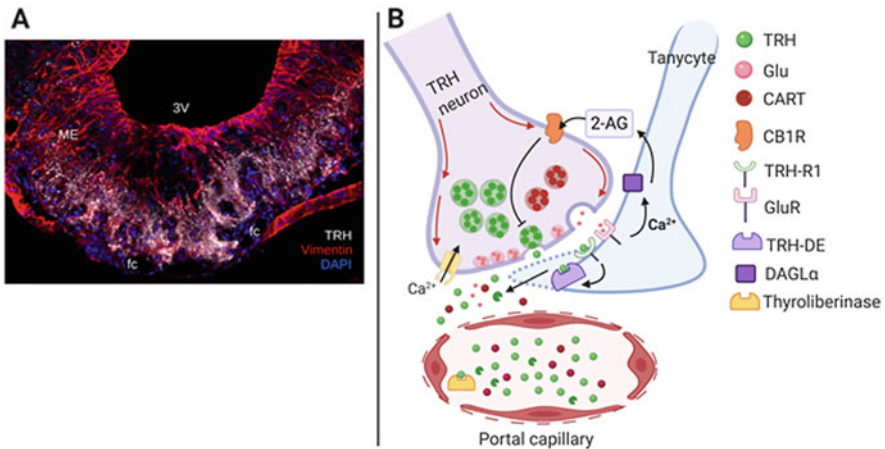 A
3V
ME
fc
fc
TRH
Vimentin
DAPI
B
TRH
neuron
Tanycyte
2-AG
Ca²⁺
Ca²⁺
Portal capillary
TRH
Glu
CART
CB1R
TRH-R1
GluR
TRH-DE
DAGLα
Thyroliberinase